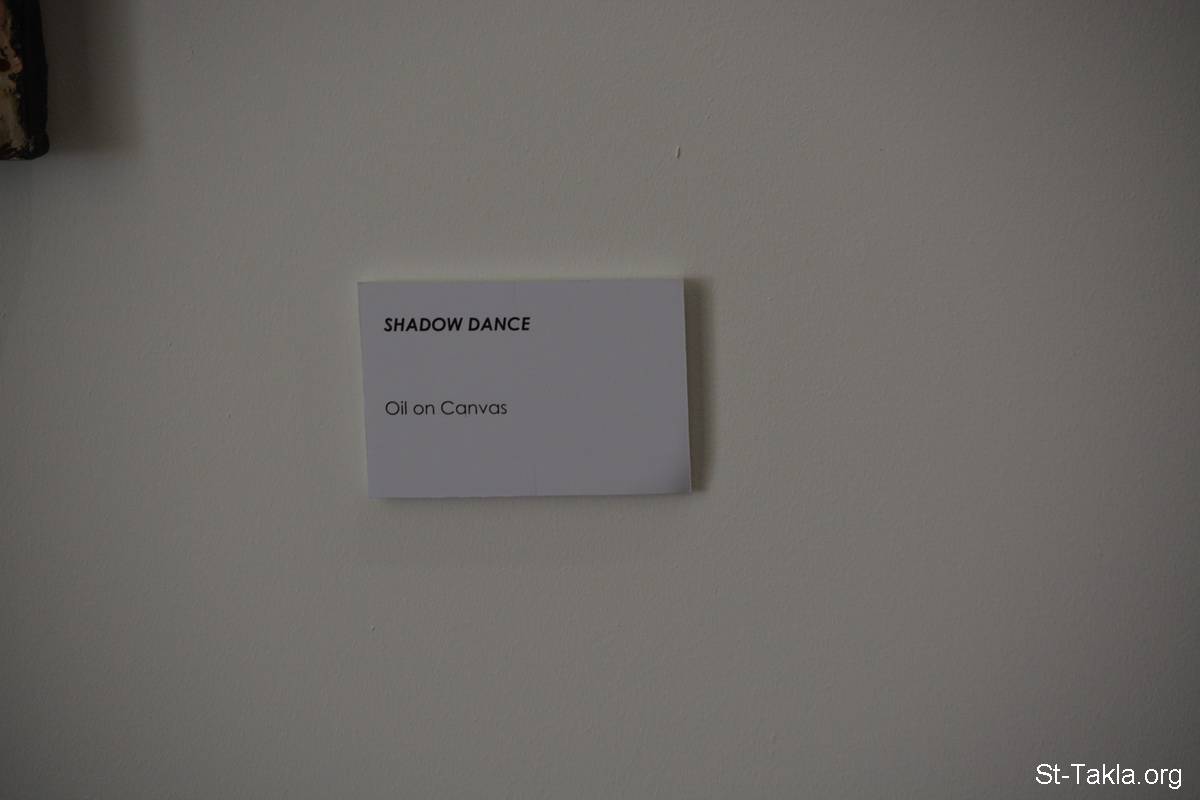 SHADOW DANCE
Oil on Canvas
St-Takla.org